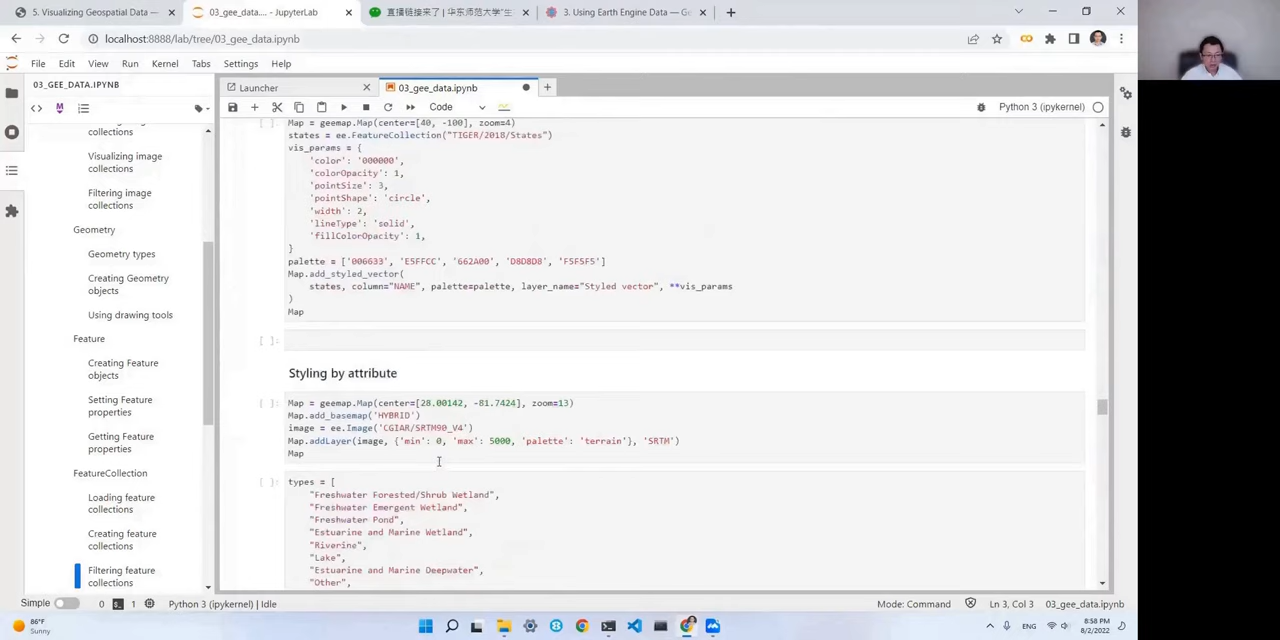 5. Visualizing Geospatial Data —
03_gee_data.... - JupyterLab
直播链接来了 | 华东师范大学"生
3. Using Earth Engine Data — Ge
localhost:8888/lab/tree/03_gee_data.ipynb
File Edit View Run Kernel Tabs Settings Help
03_GEE_DATA.IPYNB
Launcher
03_gee_data.ipynb
Code
Python 3 (ipykernel)
collections
Visualizing image
collections
Filtering image
collections
Geometry
Geometry types
Creating Geometry
objects
Using drawing tools
Feature
Creating Feature
objects
Setting Feature
properties
Getting Feature
properties
FeatureCollection
Loading feature
collections
Creating feature
collections
Filtering feature
collections
[ ]: Map = geemap.Map(center=[40, -100], zoom=4)
states = ee.FeatureCollection("TIGER/2018/States")
vis_params = {
'color': '000000',
'colorOpacity': 1,
'pointSize': 3,
'pointShape': 'circle',
'width': 2,
'lineType': 'solid',
'fillColorOpacity': 1,
}
palette = ['006633', 'E5FFCC', '662A00', 'D8D8D8', 'F5F5F5']
Map.add_styled_vector(
states, column="NAME", palette=palette, layer_name="Styled vector", **vis_params
)
Map
[ ]:
Styling by attribute
[ ]: Map = geemap.Map(center=[28.00142, -81.7424], zoom=13)
Map.add_basemap('HYBRID')
image = ee.Image('CGIAR/SRTM90_V4')
Map.addLayer(image, {'min': 0, 'max': 5000, 'palette': 'terrain'}, 'SRTM')
Map
[ ]: types = [
"Freshwater Forested/Shrub Wetland",
"Freshwater Emergent Wetland",
"Freshwater Pond",
"Estuarine and Marine Wetland",
"Riverine",
"Lake",
"Estuarine and Marine Deepwater",
"Other",
Simple 0 1 Python 3 (ipykernel) | Idle
Mode: Command Ln 3, Col 3 03_gee_data.ipynb
86°F
Sunny
ENG
8:58 PM
8/2/2022